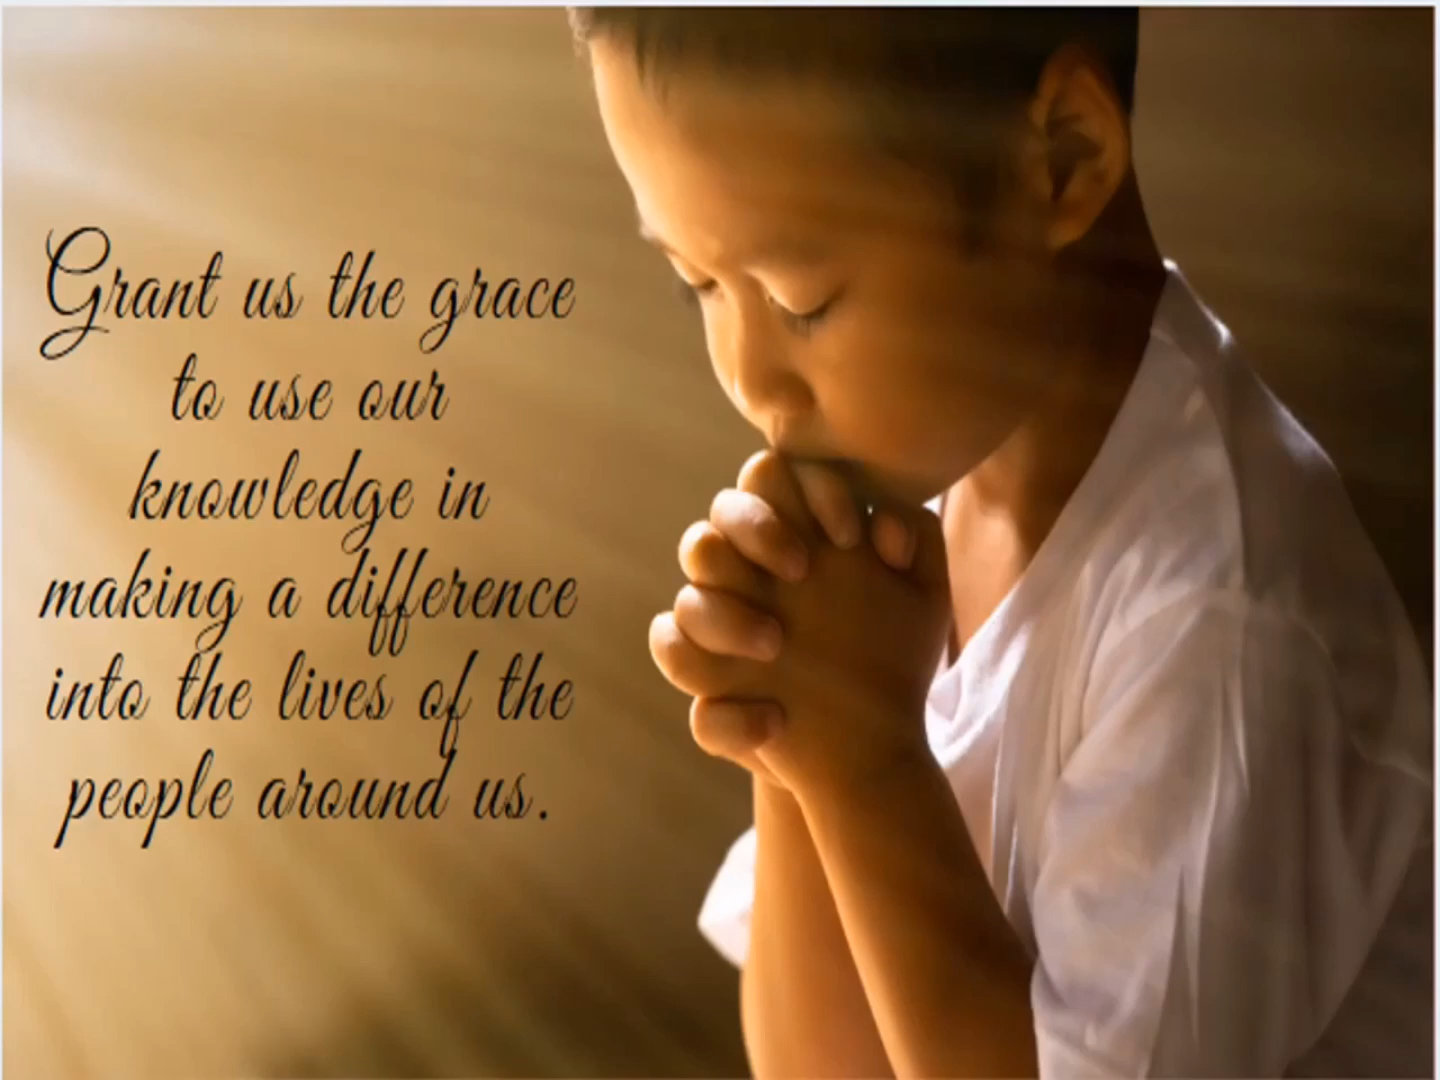 Grant us the grace
to use our
knowledge in
making a difference
into the lives of the
people around us.